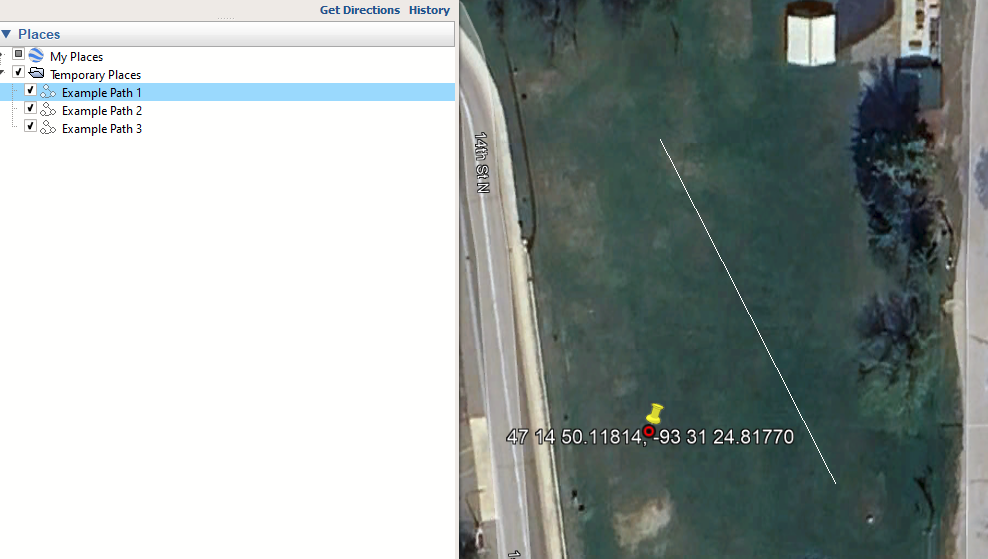 Get Directions History
Places
My Places
Temporary Places
Example Path 1
Example Path 2
Example Path 3
14th St N
47 14 50.11814, -93 31 24.81770
1